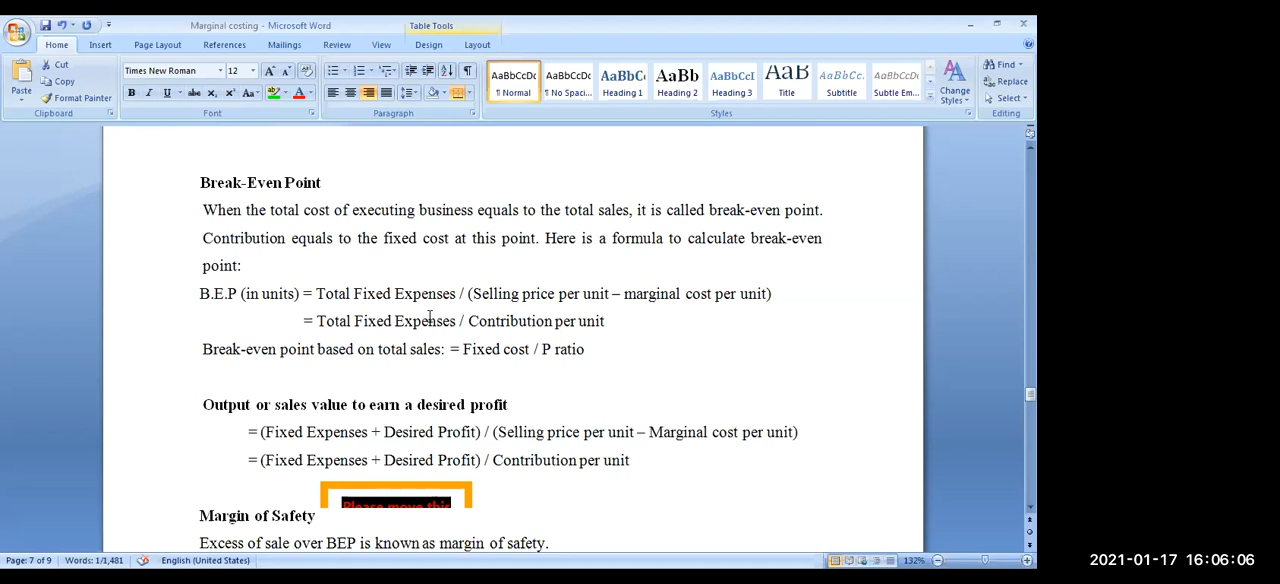 Marginal costing - Microsoft Word
Table Tools
Home Insert Page Layout References Mailings Review View Design Layout
Paste
Cut
Copy
Format Painter
Clipboard
Times New Roman 12
Font
Paragraph
AaBbCcDc AaBbCcDc AaBbC AaBb AaBbCcI AaB AaBbCc. AaBbCcDc
¶ Normal ¶ No Spaci... Heading 1 Heading 2 Heading 3 Title Subtitle Subtle Em...
Change Styles
Styles
Find
Replace
Select
Editing
Break-Even Point
When the total cost of executing business equals to the total sales, it is called break-even point.
Contribution equals to the fixed cost at this point. Here is a formula to calculate break-even
point:
B.E.P (in units) = Total Fixed Expenses / (Selling price per unit – marginal cost per unit)
= Total Fixed Expenses / Contribution per unit
Break-even point based on total sales: = Fixed cost / P ratio
Output or sales value to earn a desired profit
= (Fixed Expenses + Desired Profit) / (Selling price per unit – Marginal cost per unit)
= (Fixed Expenses + Desired Profit) / Contribution per unit
Please move this
Margin of Safety
Excess of sale over BEP is known as margin of safety.
Page: 7 of 9 Words: 1/1,481 English (United States) 132%
2021-01-17 16:06:06